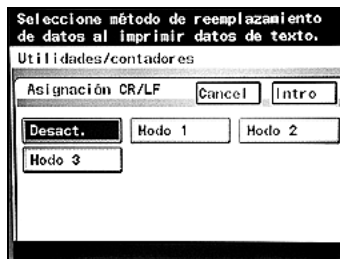 Seleccione método de reemplazamiento
de datos al imprimir datos de texto.
Utilidades/contadores
Asignación CR/LF Cancel Intro
Desact. Modo 1 Modo 2
Modo 3